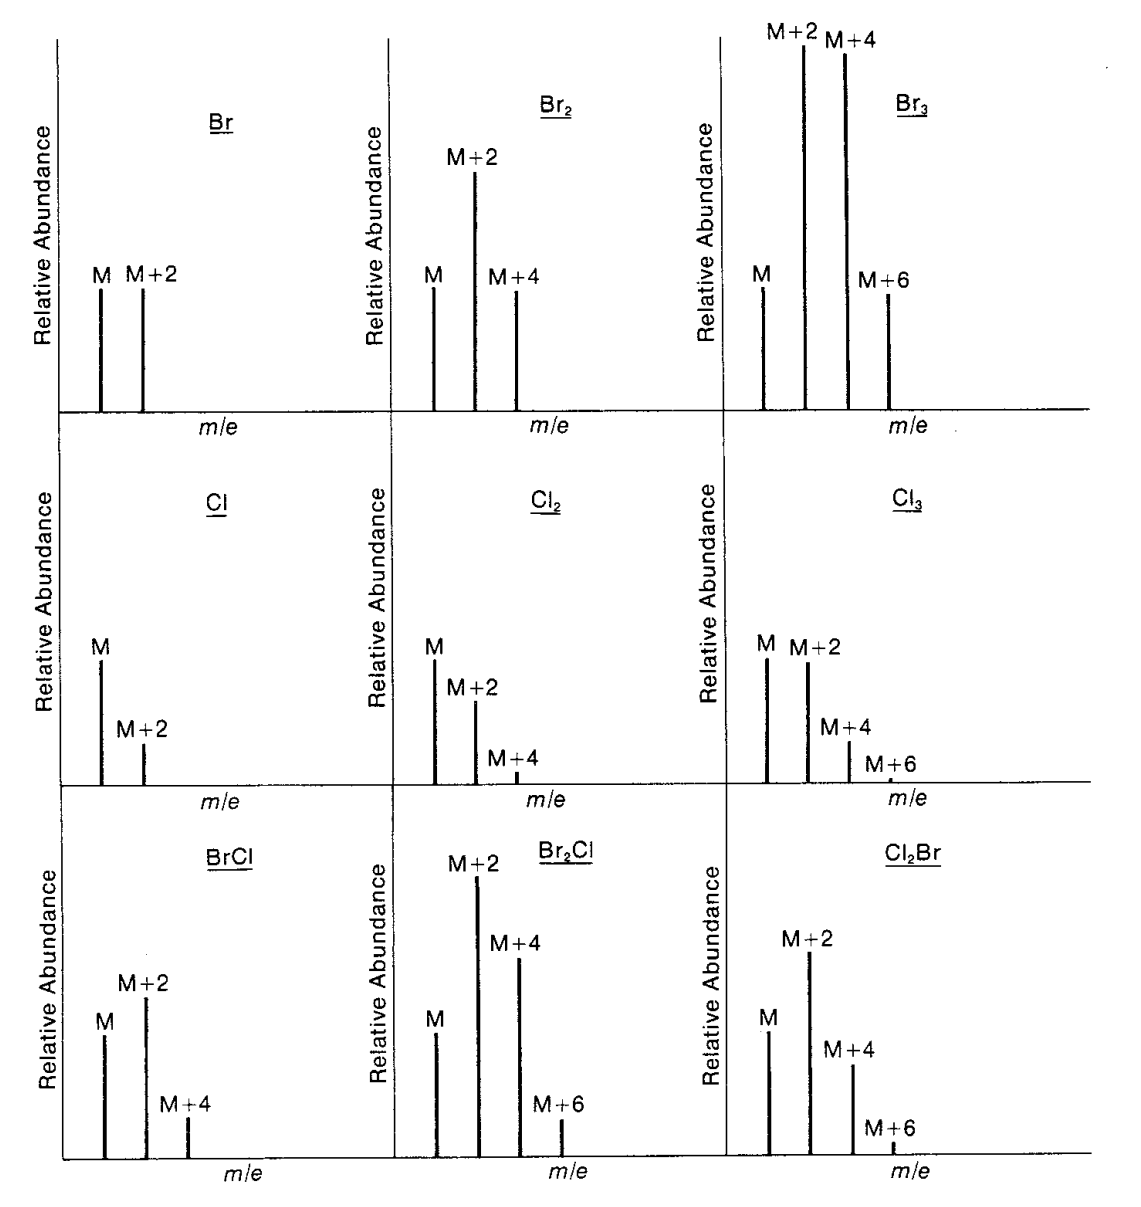 Br
Relative Abundance
M M+2
m/e
Br₂
Relative Abundance
M+2
M
M+4
m/e
Br₃
Relative Abundance
M+2
M+4
M
M+6
m/e
Cl
Relative Abundance
M
M+2
m/e
Cl₂
Relative Abundance
M
M+2
M+4
m/e
Cl₃
Relative Abundance
M
M+2
M+4
M+6
m/e
BrCl
Relative Abundance
M+2
M
M+4
m/e
Br₂Cl
Relative Abundance
M+2
M+4
M
M+6
m/e
Cl₂Br
Relative Abundance
M+2
M
M+4
M+6
m/e